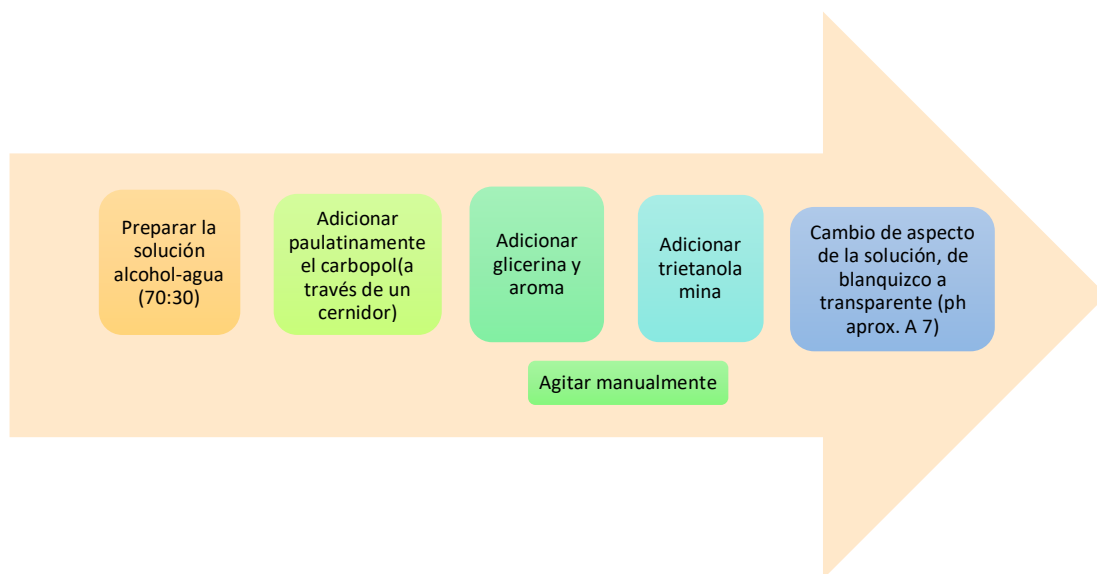 Preparar la
solución
alcohol-agua
(70:30)
Adicionar
paulatinamente
el carbopol(a
través de un
cernidor)
Adicionar
glicerina y
aroma
Adicionar
trietanola
mina
Cambio de aspecto
de la solución, de
blanquizco a
transparente (ph
aprox. A 7)
Agitar manualmente